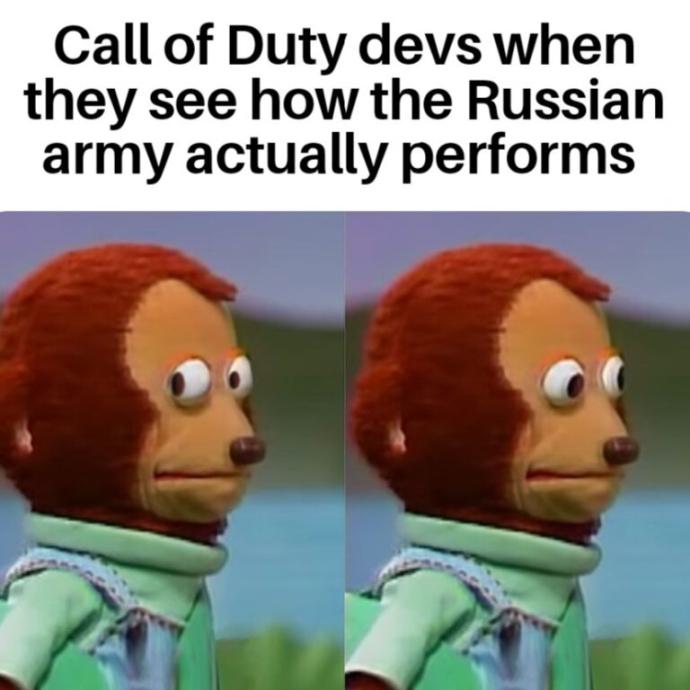 Call of Duty devs when
they see how the Russian
army actually performs